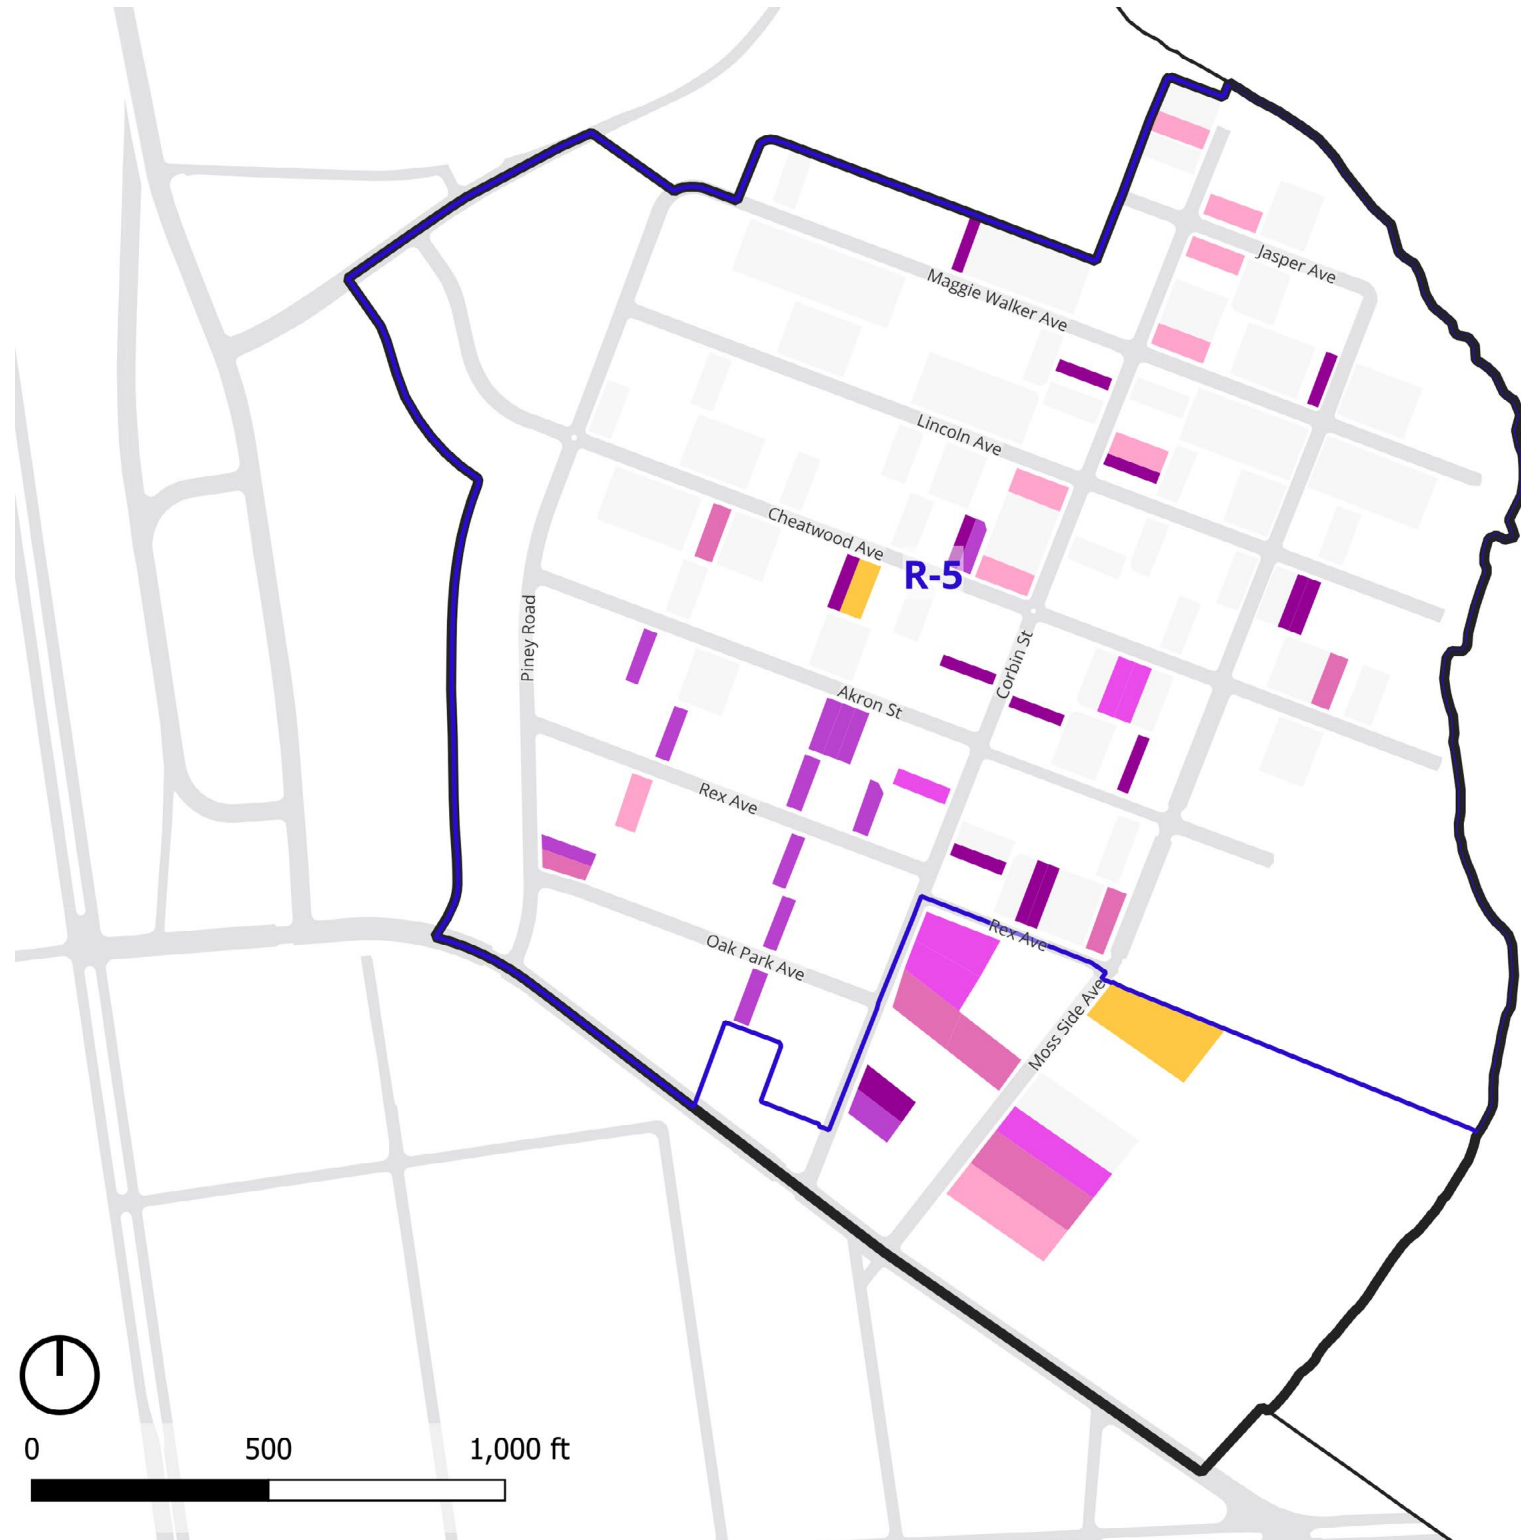 Jasper Ave
Maggie Walker Ave
Lincoln Ave
Cheatwood Ave
R-5
Piney Road
Corbin St
Akron St
Rex Ave
Rex Ave
Oak Park Ave
Moss Side Ave
0 500 1,000 ft